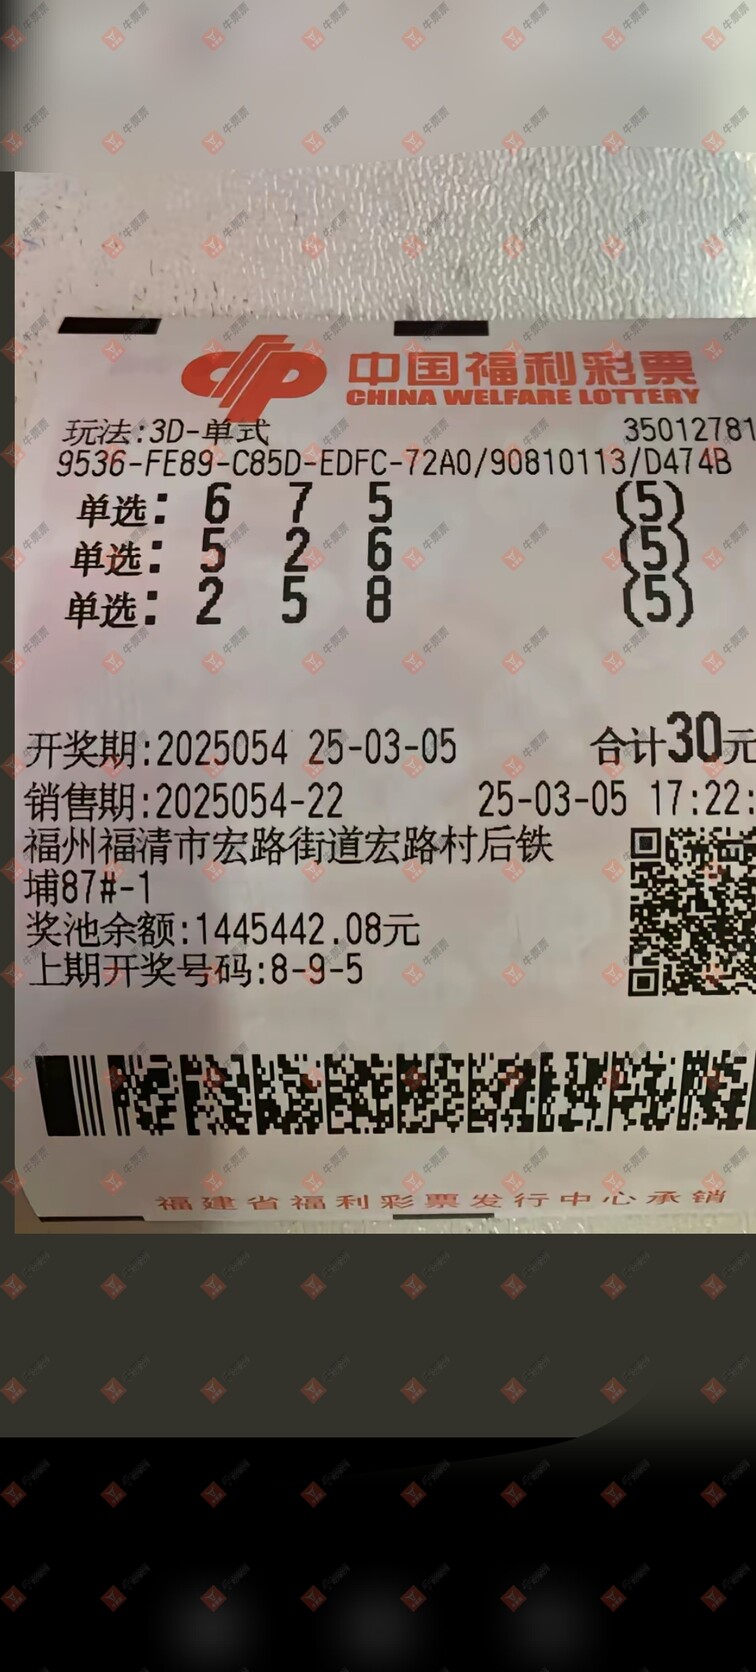 中国福利彩票
CHINA WELFARE LOTTERY
玩法:3D-单式 35012781
9536-FE89-C85D-EDFC-72A0/90810113/D474B
单选: 6 7 5 (5)
单选: 5 2 6 (5)
单选: 2 5 8 (5)
开奖期:2025054 25-03-05 合计30元
销售期:2025054-22 25-03-05 17:22:
福州福清市宏路街道宏路村后铁
埔87#-1
奖池余额:1445442.08元
上期开奖号码:8-9-5
福建省福利彩票发行中心承销